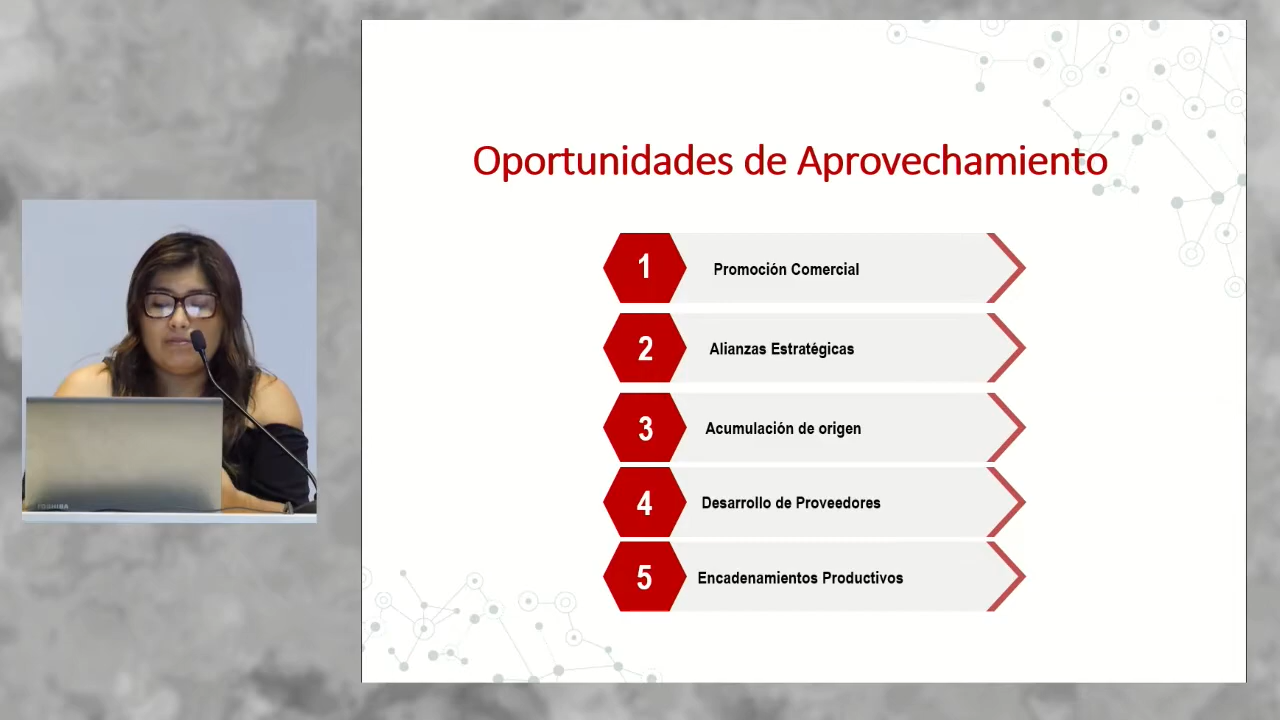 Oportunidades de Aprovechamiento
1 Promoción Comercial
2 Alianzas Estratégicas
3 Acumulación de origen
4 Desarrollo de Proveedores
5 Encadenamientos Productivos
TOSHIBA